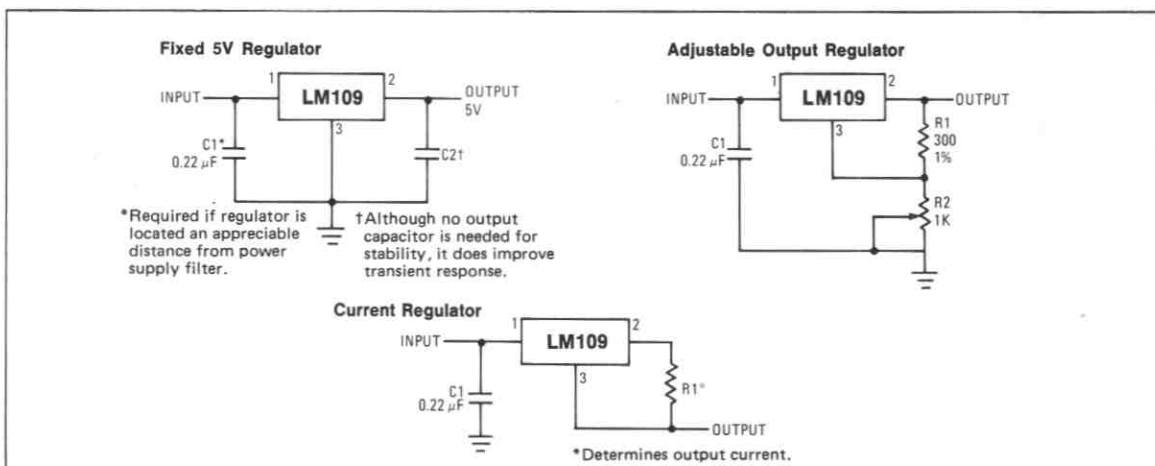 Fixed 5V Regulator
1
2
INPUT
LM109
OUTPUT
5V
3
C1*
0.22 μF
C2†
*Required if regulator is
located an appreciable
distance from power
supply filter.
†Although no output
capacitor is needed for
stability, it does improve
transient response.
Adjustable Output Regulator
1
2
INPUT
LM109
OUTPUT
3
R1
300
1%
C1
0.22 μF
R2
1K
Current Regulator
1
2
INPUT
LM109
3
R1*
C1
0.22 μF
OUTPUT
*Determines output current.